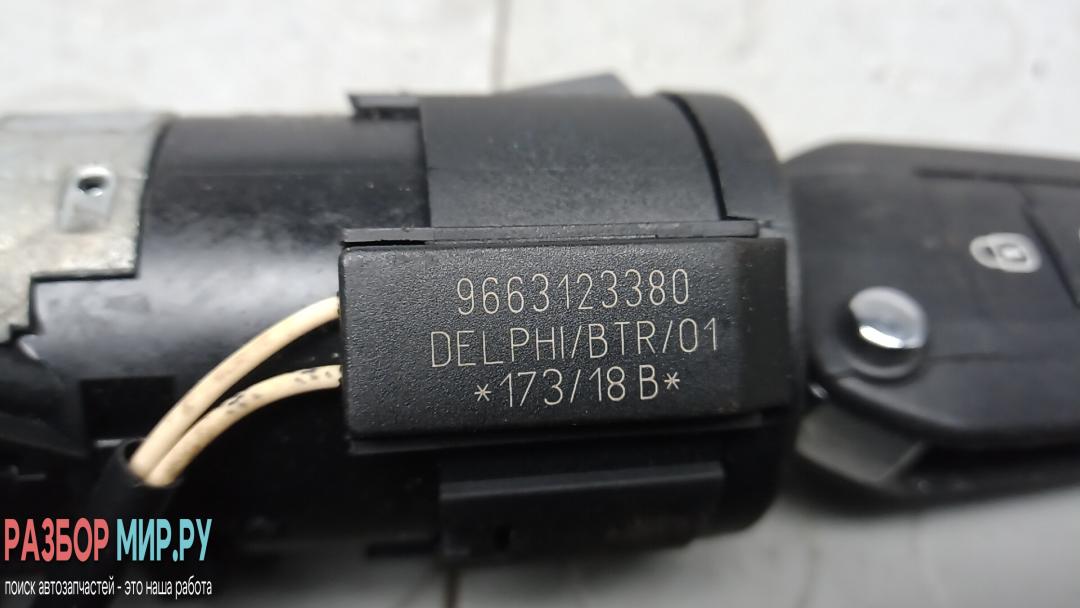 9663123380
DELPHI/BTR/01
*173/18 B*
РАЗБОР МИР.РУ
поиск автозапчастей - это наша работа